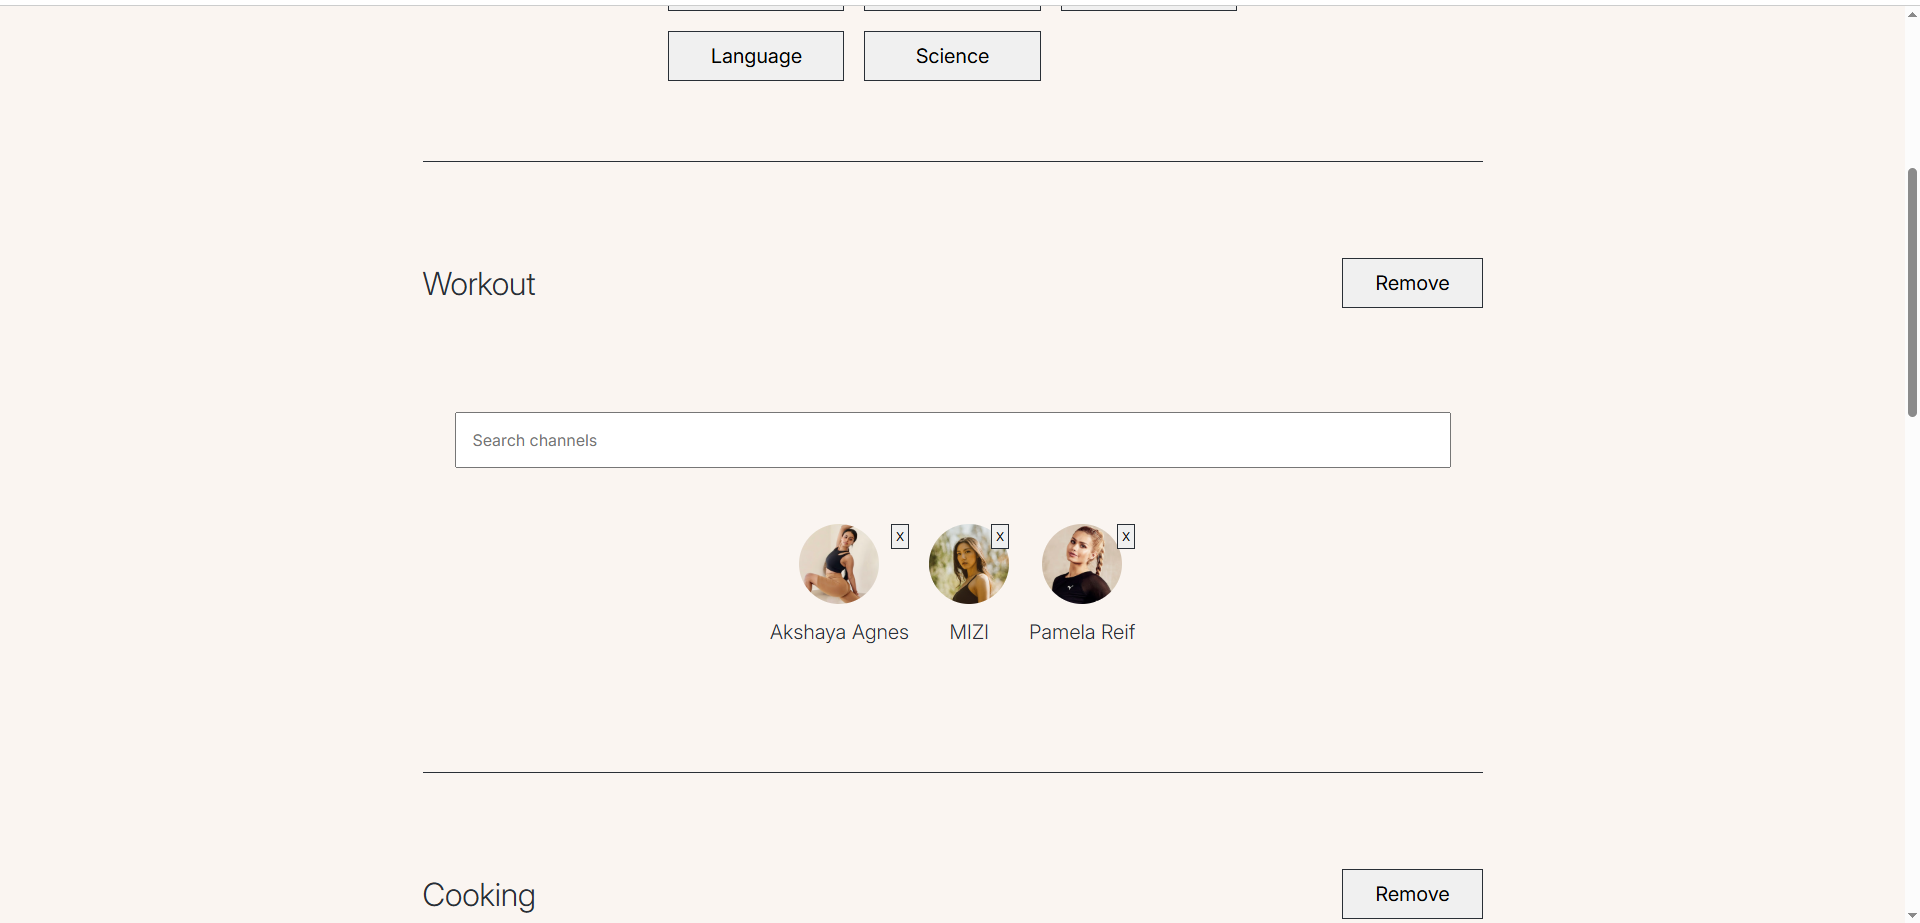 Language
Science
Workout
Remove
Search channels
X
X
X
Akshaya Agnes
MIZI
Pamela Reif
Cooking
Remove